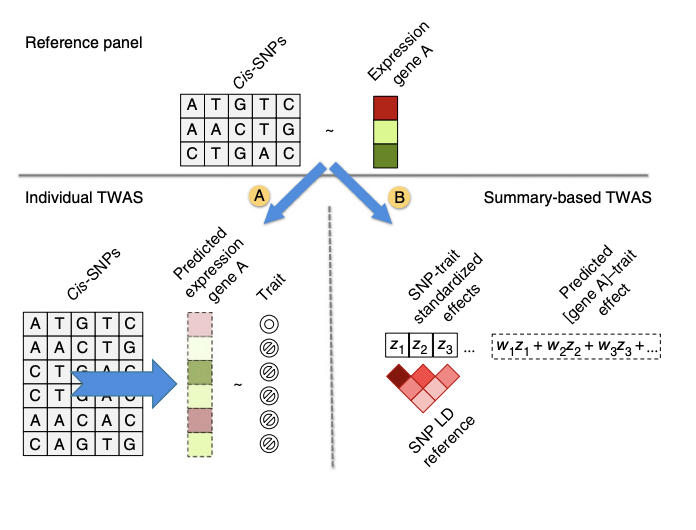 Reference panel
Cis-SNPs
Expression
gene A
A T G T C
A A C T G
C T G A C
~
Individual TWAS
A
B
Summary-based TWAS
Cis-SNPs
Predicted
expression
gene A
Trait
A T G T C
A A C T G
C T G A C
C T G A C
A A C A C
C A G T G
~
SNP-trait
standardized
effects
Predicted
[gene A]–trait
effect
z1 z2 z3 ...
w1z1 + w2z2 + w3z3 +...
SNP LD
reference